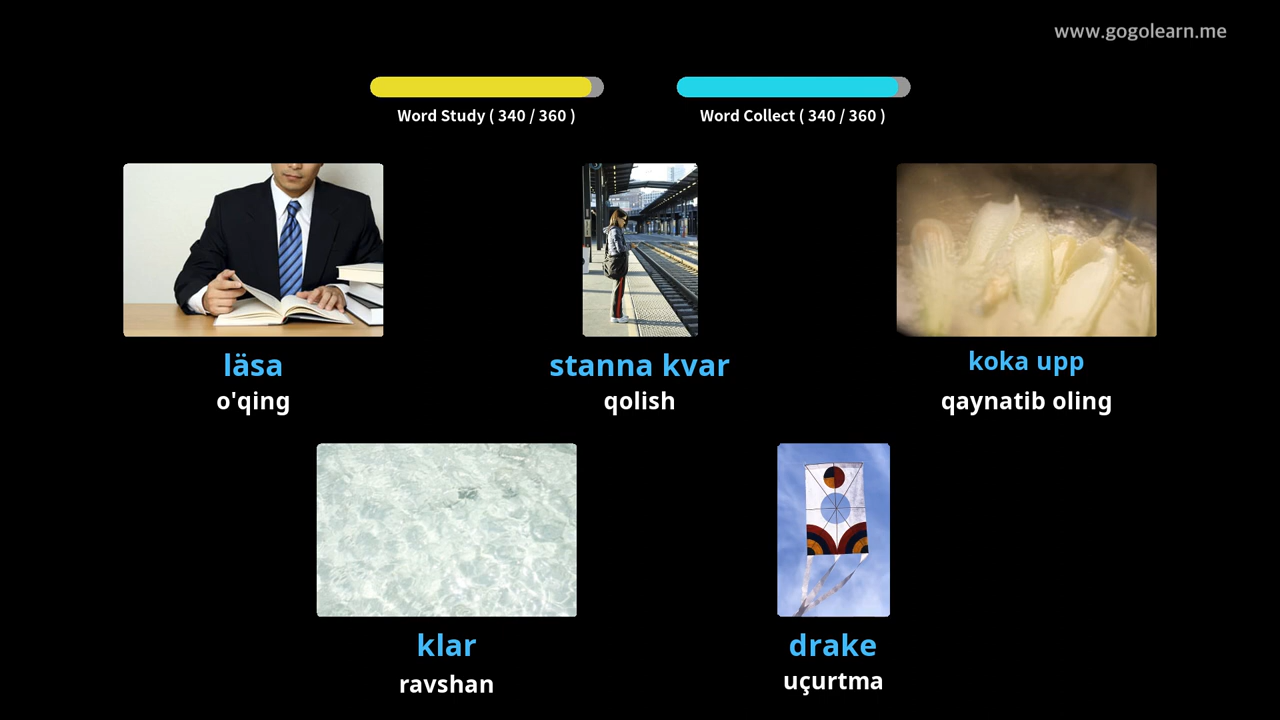 www.gogolearn.me
Word Study ( 340 / 360 )
Word Collect ( 340 / 360 )
läsa
o'qing
stanna kvar
qolish
koka upp
qaynatib oling
klar
ravshan
drake
uçurtma